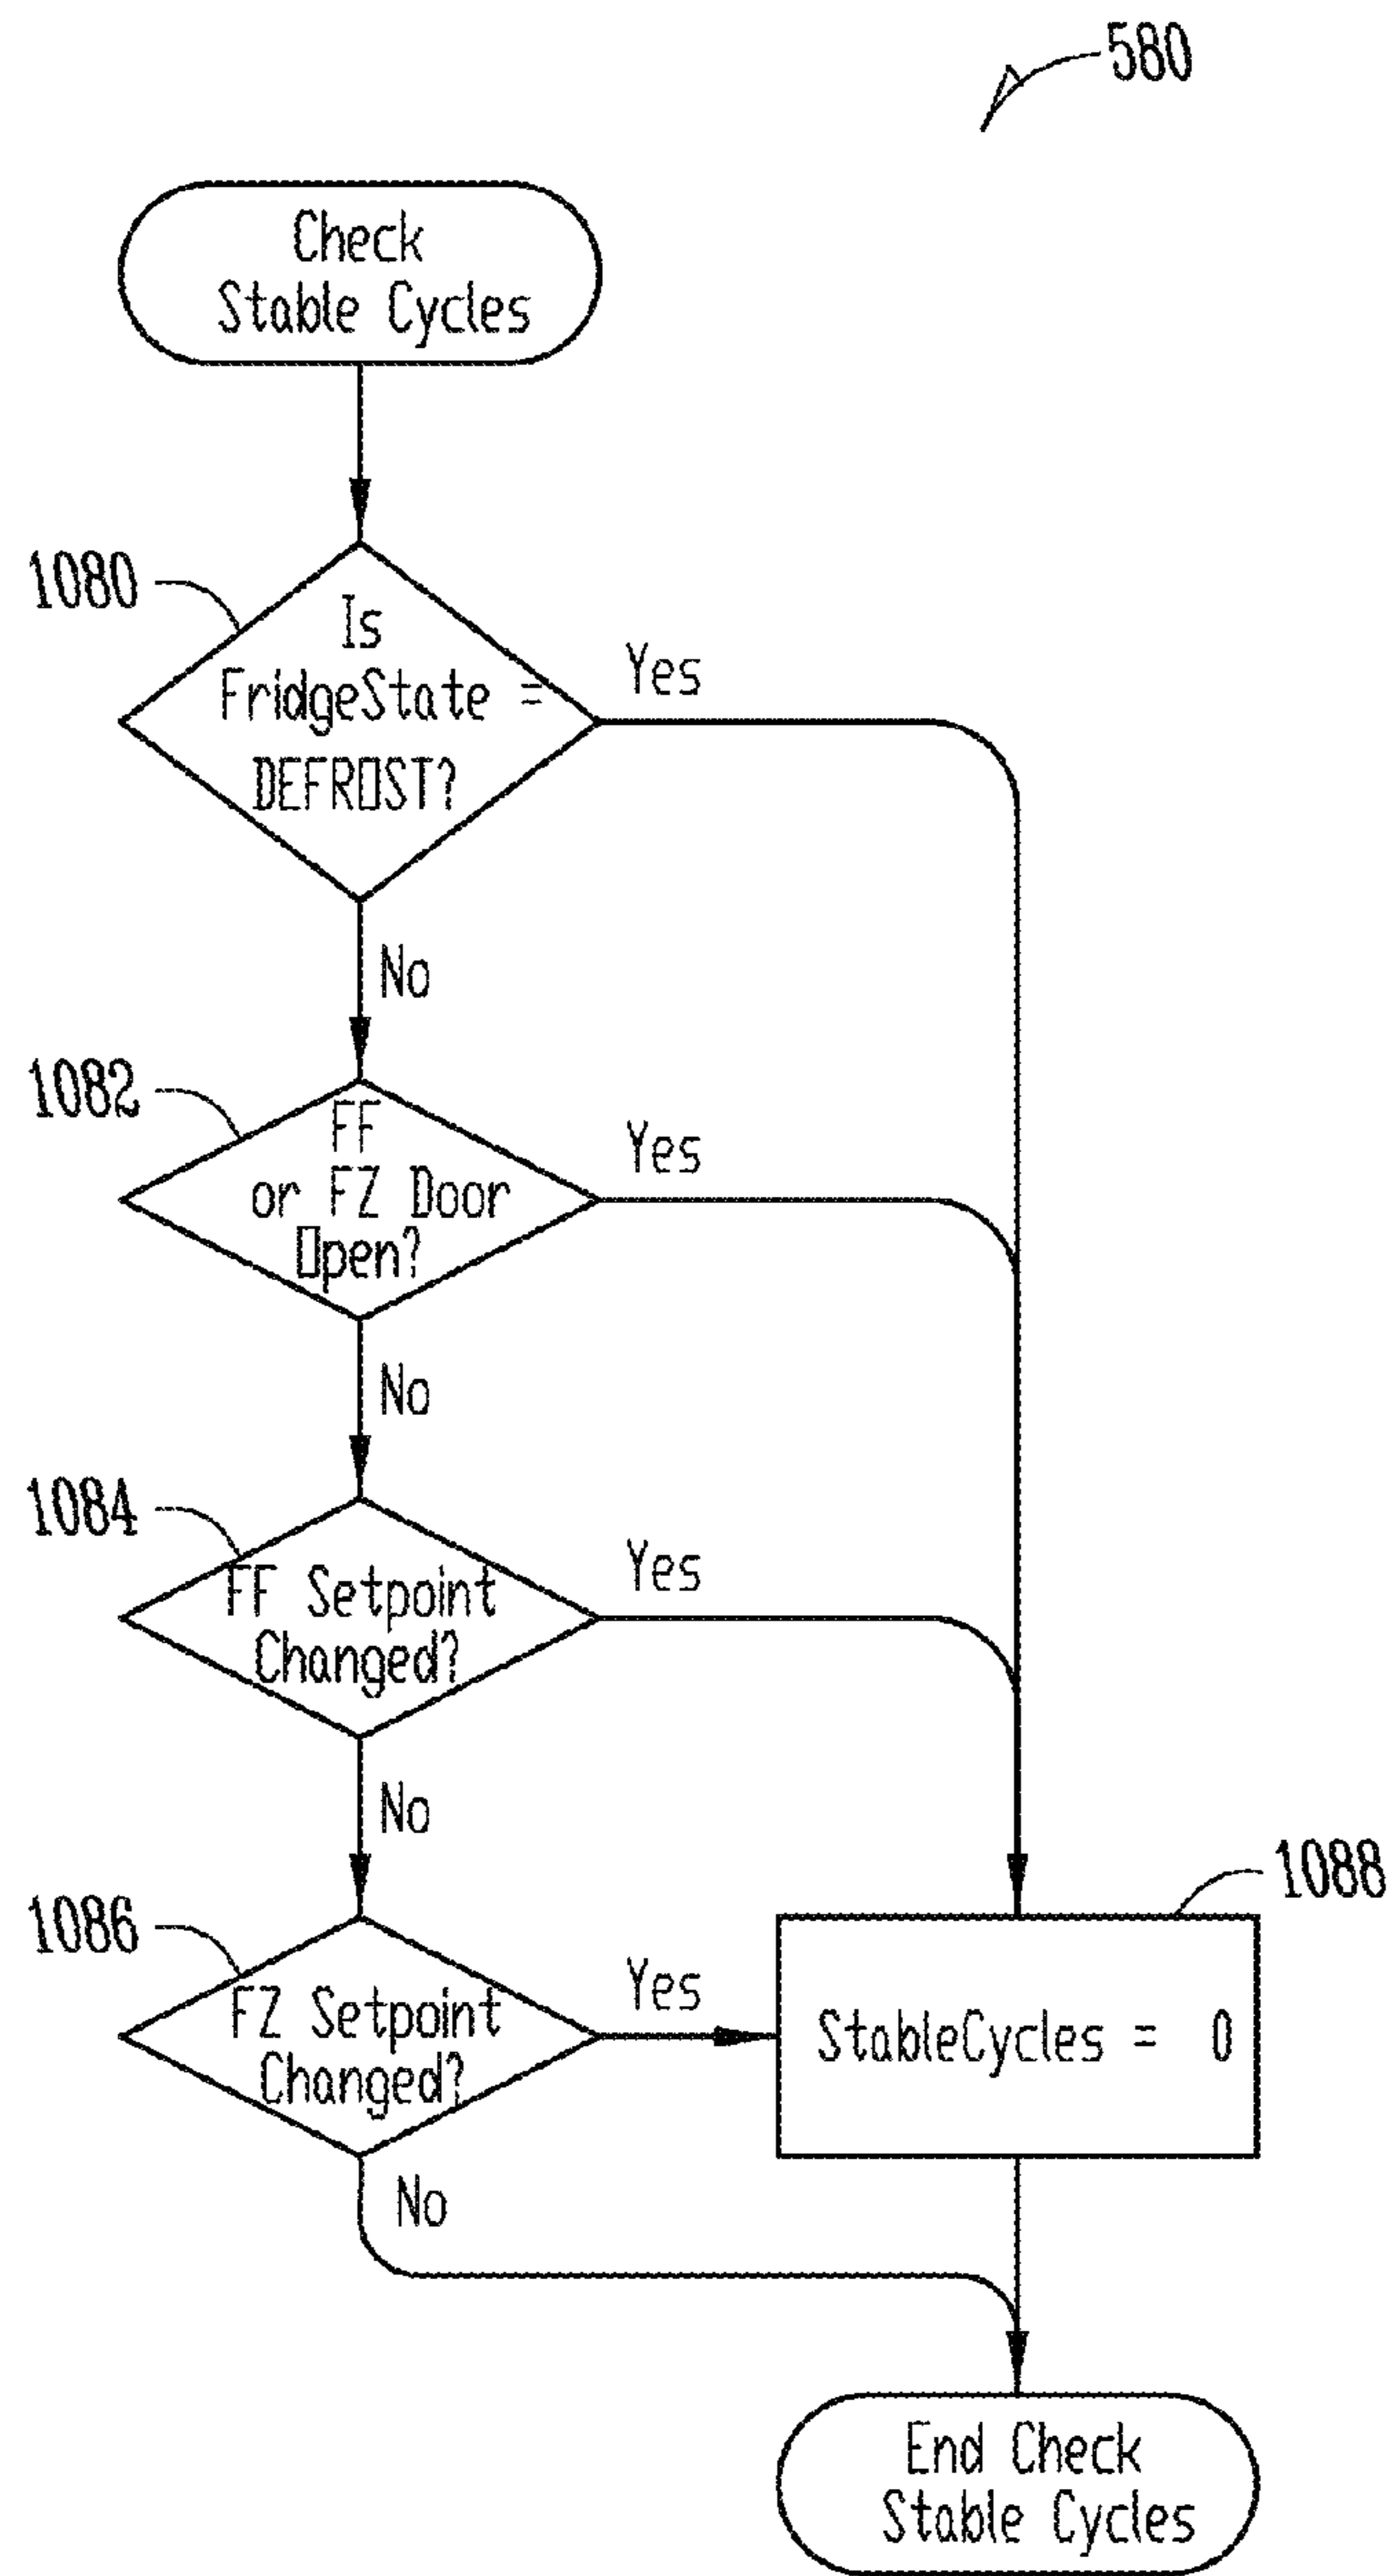 580
Check
Stable Cycles
1080
Is
FridgeState =
DEFROST?
Yes
No
1082
FF
or FZ Door
Open?
Yes
No
1084
FF Setpoint
Changed?
Yes
No
1086
FZ Setpoint
Changed?
Yes
1088
StableCycles = 0
No
End Check
Stable Cycles